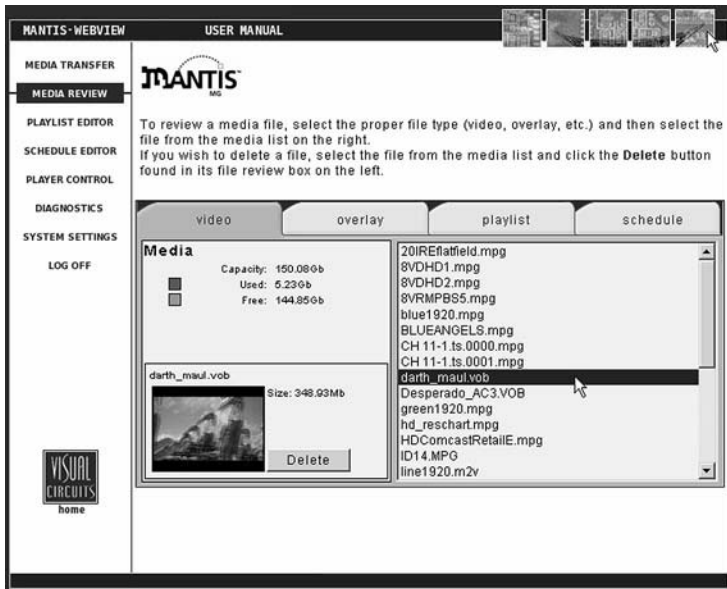 MANTIS-WEBVIEW
USER MANUAL
MEDIA TRANSFER
MEDIA REVIEW
PLAYLIST EDITOR
SCHEDULE EDITOR
PLAYER CONTROL
DIAGNOSTICS
SYSTEM SETTINGS
LOG OFF
VISUAL
CIRCUITS
home
MANTIS
MG
To review a media file, select the proper file type (video, overlay, etc.) and then select the
file from the media list on the right.
If you wish to delete a file, select the file from the media list and click the Delete button
found in its file review box on the left.
video
overlay
playlist
schedule
Media
Capacity: 150.08Gb
Used: 5.23Gb
Free: 144.85Gb
darth_maul.vob
Size: 348.93Mb
Delete
20IREflatfield.mpg
8VDHD1.mpg
8VDHD2.mpg
8VRMPBS5.mpg
blue1920.mpg
BLUEANGELS.mpg
CH 11-1.ts.0000.mpg
CH 11-1.ts.0001.mpg
darth_maul.vob
Desperado_AC3.VOB
green1920.mpg
hd_reschart.mpg
HDComcastRetailE.mpg
ID14.MPG
line1920.m2v